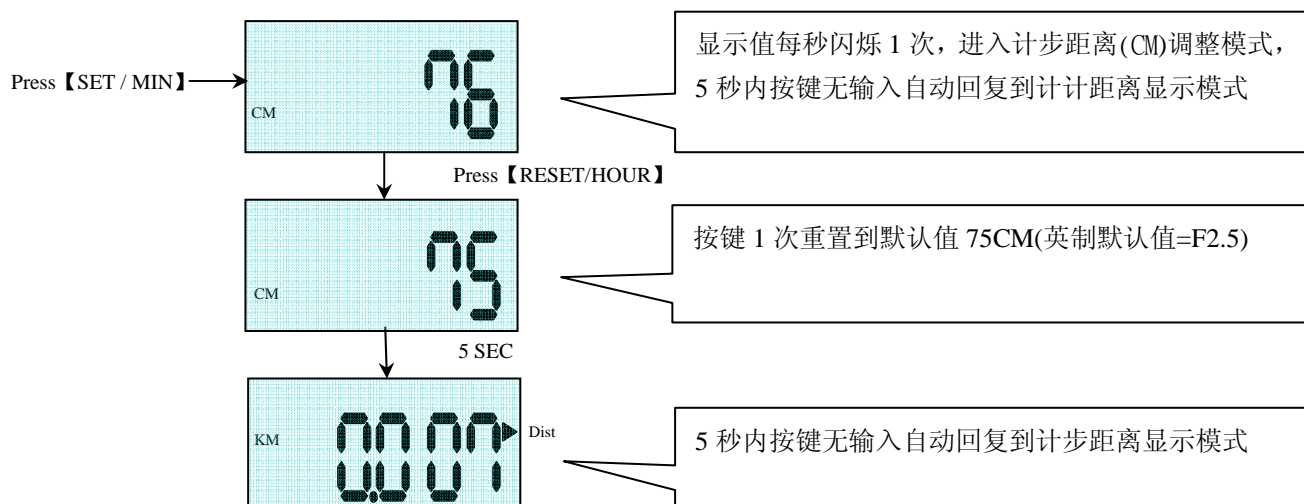 显示值每秒闪烁 1 次，进入计步距离(CM)调整模式，
5 秒内按键无输入自动回复到计计距离显示模式
Press【SET / MIN】
76
CM
Press【RESET/HOUR】
按键 1 次重置到默认值 75CM(英制默认值=F2.5)
75
CM
5 SEC
KM
0.007
Dist
5 秒内按键无输入自动回复到计步距离显示模式